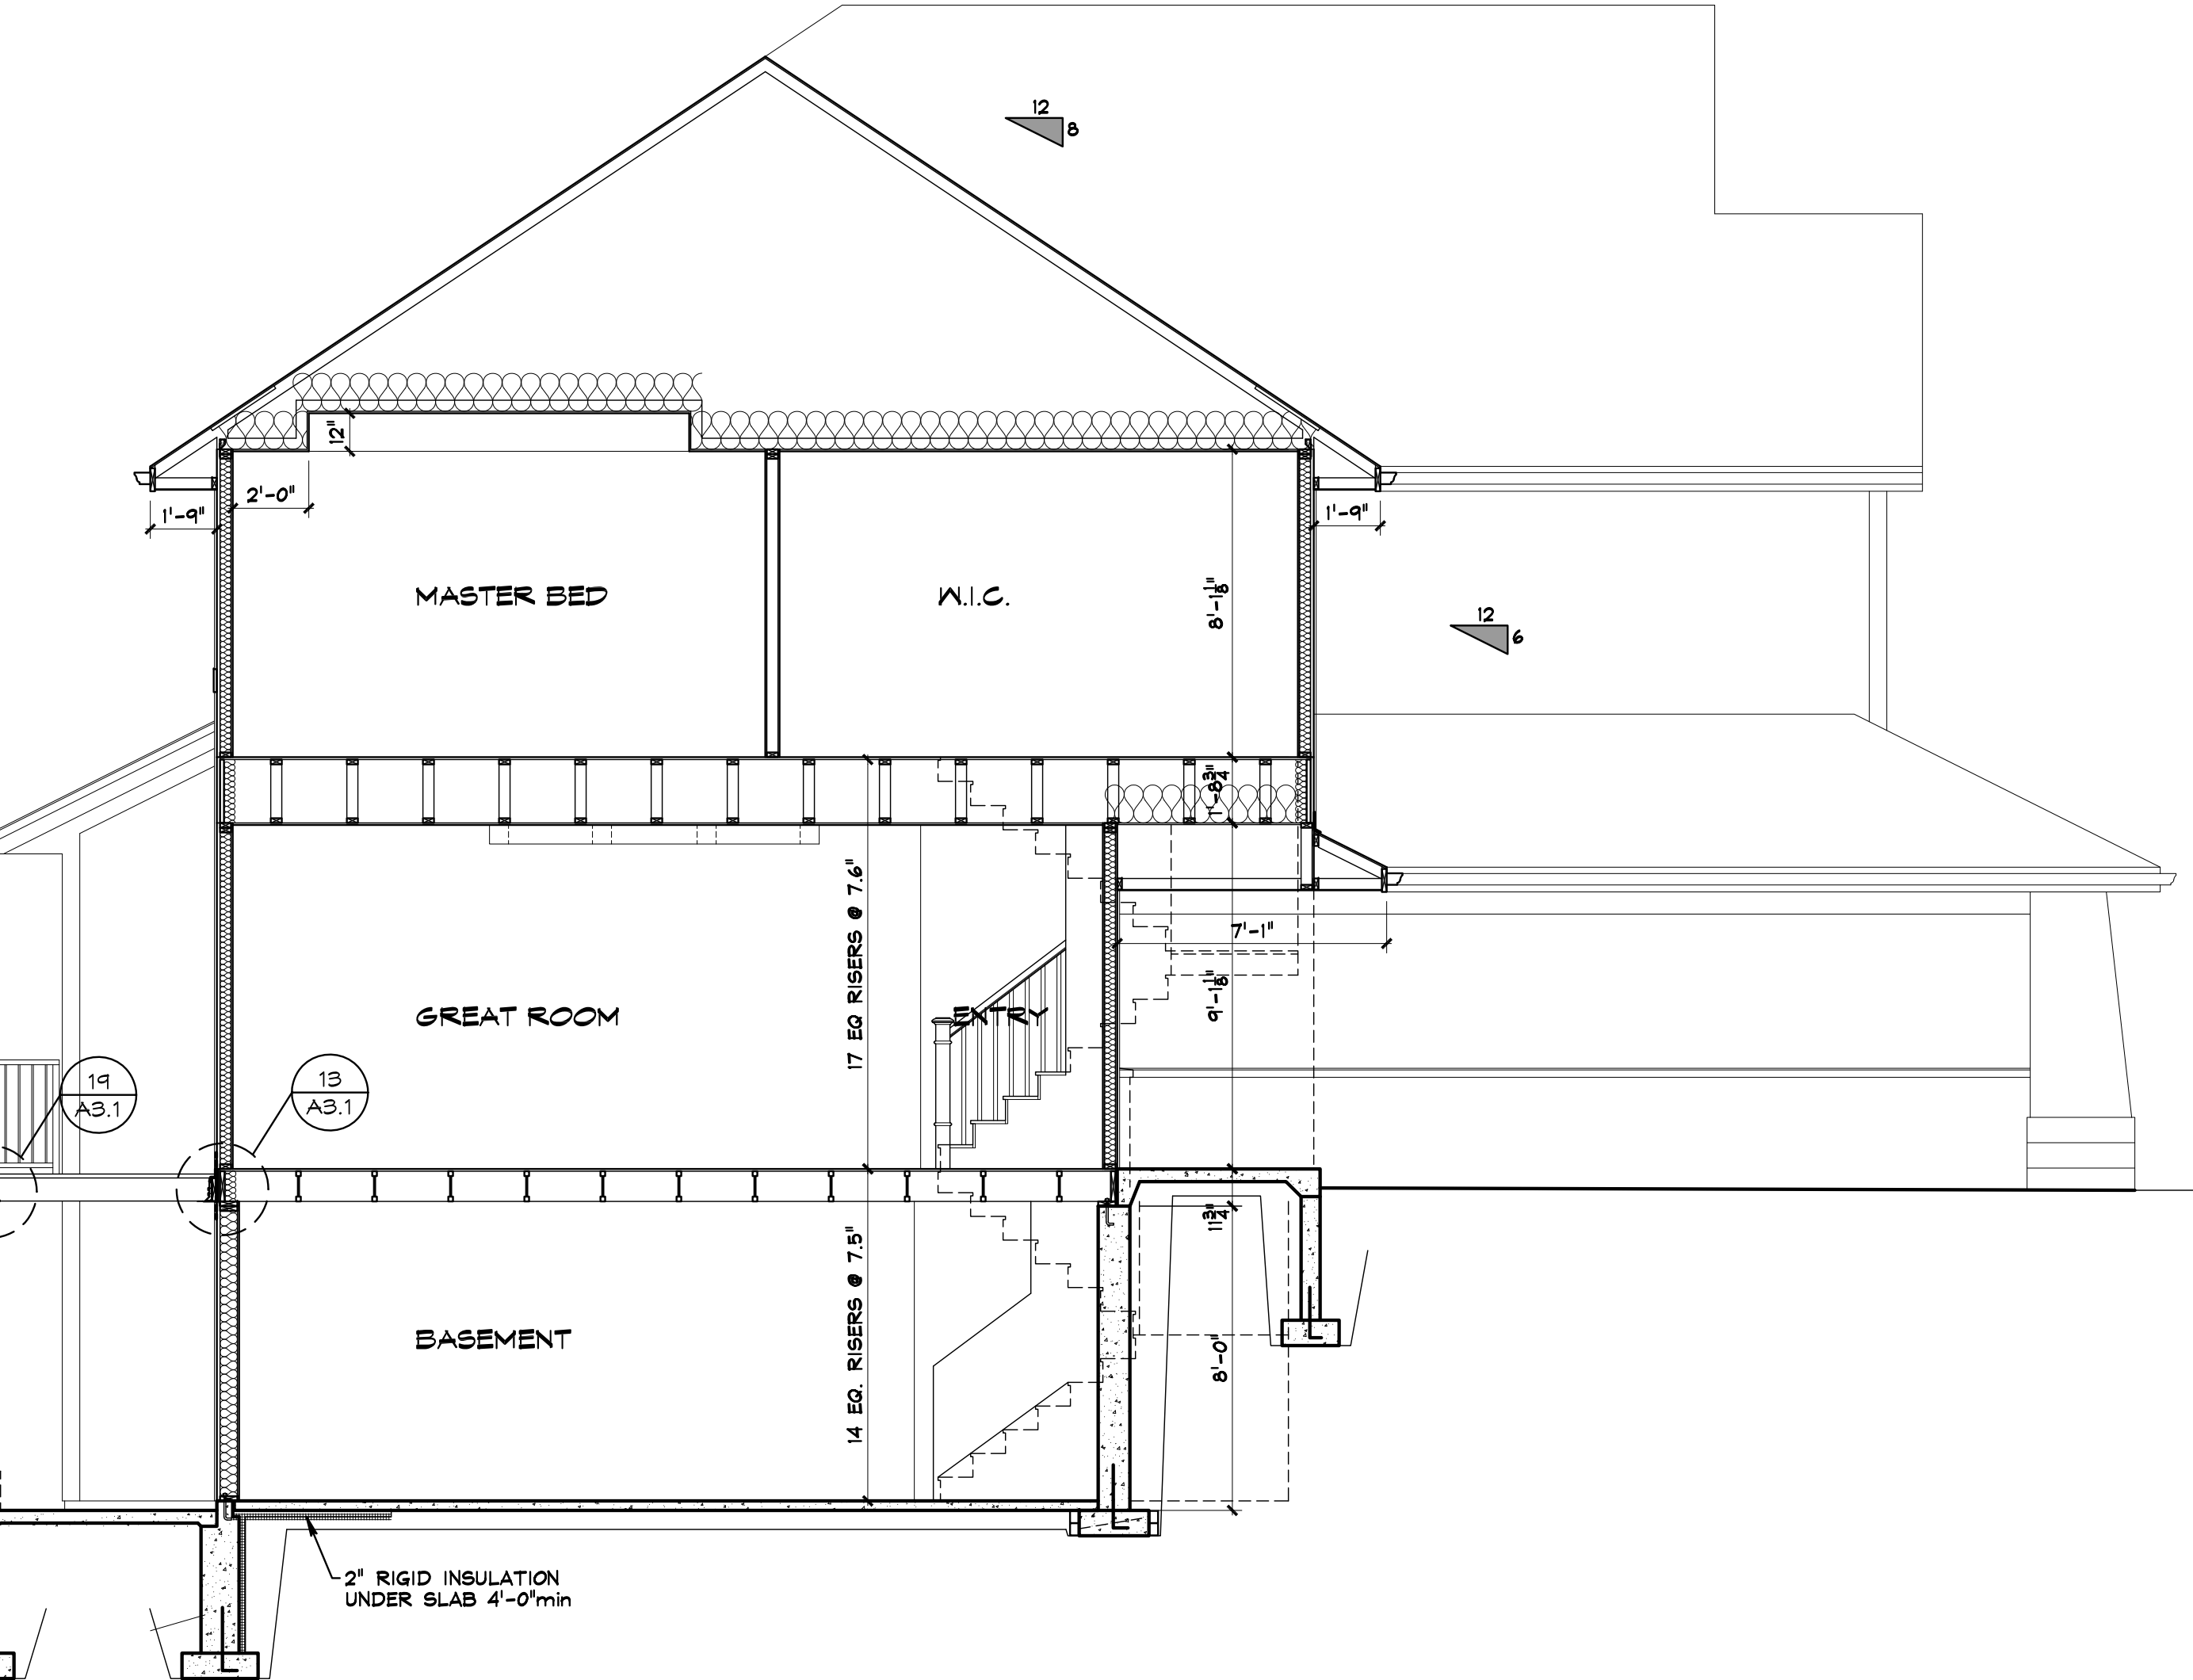 12
8
12"
2'-0"
1'-9"
1'-9"
MASTER BED
W.I.C.
8'-1 1/8"
12
6
1'-8 3/4"
17 EQ RISERS @ 7.6"
7'-1"
9'-1 1/8"
GREAT ROOM
ENTRY
19
A3.1
13
A3.1
11 3/4"
14 EQ. RISERS @ 7.5"
BASEMENT
8'-0"
2" RIGID INSULATION
UNDER SLAB 4'-0"min